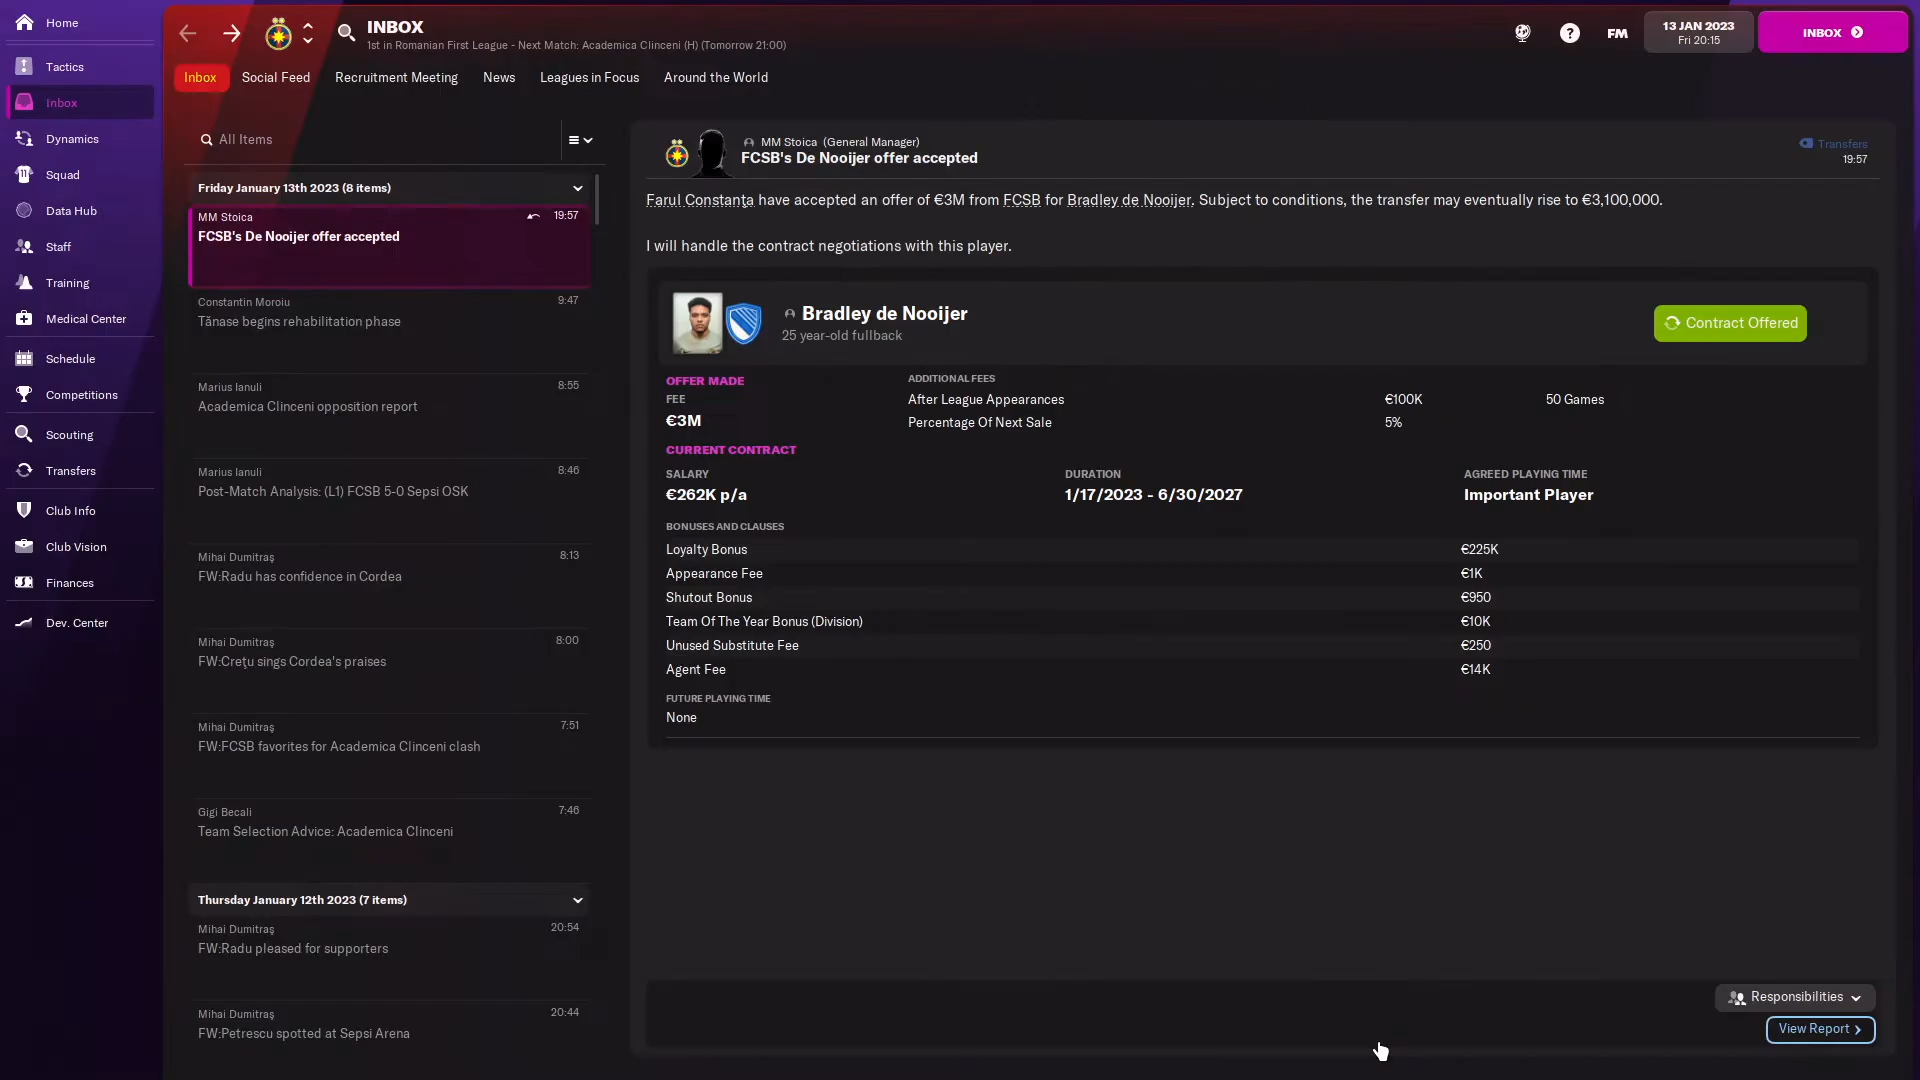 Home
Tactics
Inbox
Dynamics
Squad
Data Hub
Staff
Training
Medical Center
Schedule
Competitions
Scouting
Transfers
Club Info
Club Vision
Finances
Dev. Center
INBOX
1st in Romanian First League - Next Match: Academica Clinceni (H) (Tomorrow 21:00)
FM
13 JAN 2023
Fri 20:15
INBOX
Inbox Social Feed Recruitment Meeting News Leagues in Focus Around the World
All Items
Friday January 13th 2023 (8 items)
MM Stoica 19:57
FCSB's De Nooijer offer accepted
Constantin Moroiu 9:47
Tănase begins rehabilitation phase
Marius Ianuli 8:55
Academica Clinceni opposition report
Marius Ianuli 8:46
Post-Match Analysis: (L1) FCSB 5-0 Sepsi OSK
Mihai Dumitraş 8:13
FW:Radu has confidence in Cordea
Mihai Dumitraş 8:00
FW:Creţu sings Cordea's praises
Mihai Dumitraş 7:51
FW:FCSB favorites for Academica Clinceni clash
Gigi Becali 7:46
Team Selection Advice: Academica Clinceni
Thursday January 12th 2023 (7 items)
Mihai Dumitraş 20:54
FW:Radu pleased for supporters
Mihai Dumitraş 20:44
FW:Petrescu spotted at Sepsi Arena
MM Stoica (General Manager)
FCSB's De Nooijer offer accepted
Transfers
19:57
Farul Constanţa have accepted an offer of €3M from FCSB for Bradley de Nooijer. Subject to conditions, the transfer may eventually rise to €3,100,000.
I will handle the contract negotiations with this player.
Bradley de Nooijer
25 year-old fullback
Contract Offered
OFFER MADE
FEE
€3M
ADDITIONAL FEES
After League Appearances €100K 50 Games
Percentage Of Next Sale 5%
CURRENT CONTRACT
SALARY DURATION AGREED PLAYING TIME
€262K p/a 1/17/2023 - 6/30/2027 Important Player
BONUSES AND CLAUSES
Loyalty Bonus €225K
Appearance Fee €1K
Shutout Bonus €950
Team Of The Year Bonus (Division) €10K
Unused Substitute Fee €250
Agent Fee €14K
FUTURE PLAYING TIME
None
Responsibilities
View Report